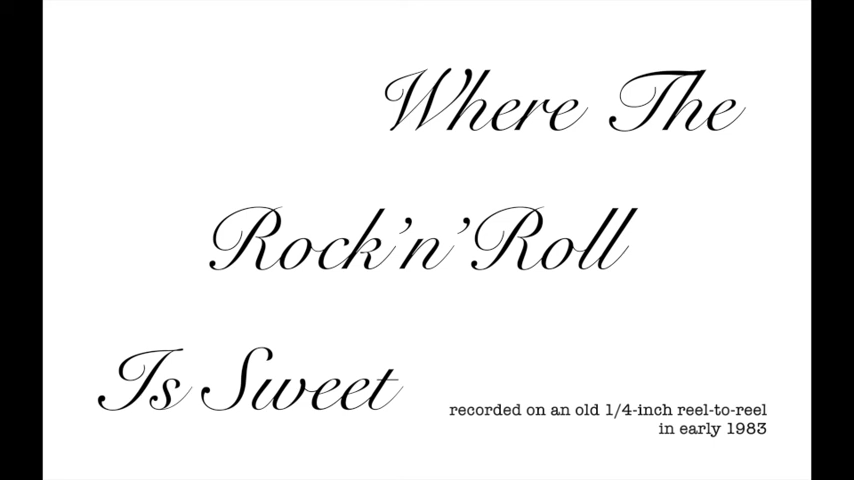 Where The
Rock’n’Roll
Is Sweet
recorded on an old 1/4-inch reel-to-reel
in early 1983